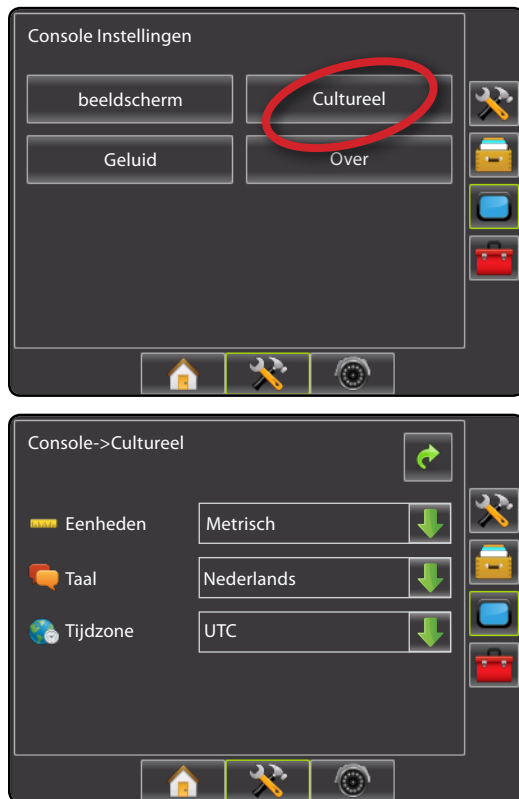 Console Instellingen
beeldscherm
Cultureel
Geluid
Over
Console->Cultureel
Eenheden
Metrisch
Taal
Nederlands
Tijdzone
UTC